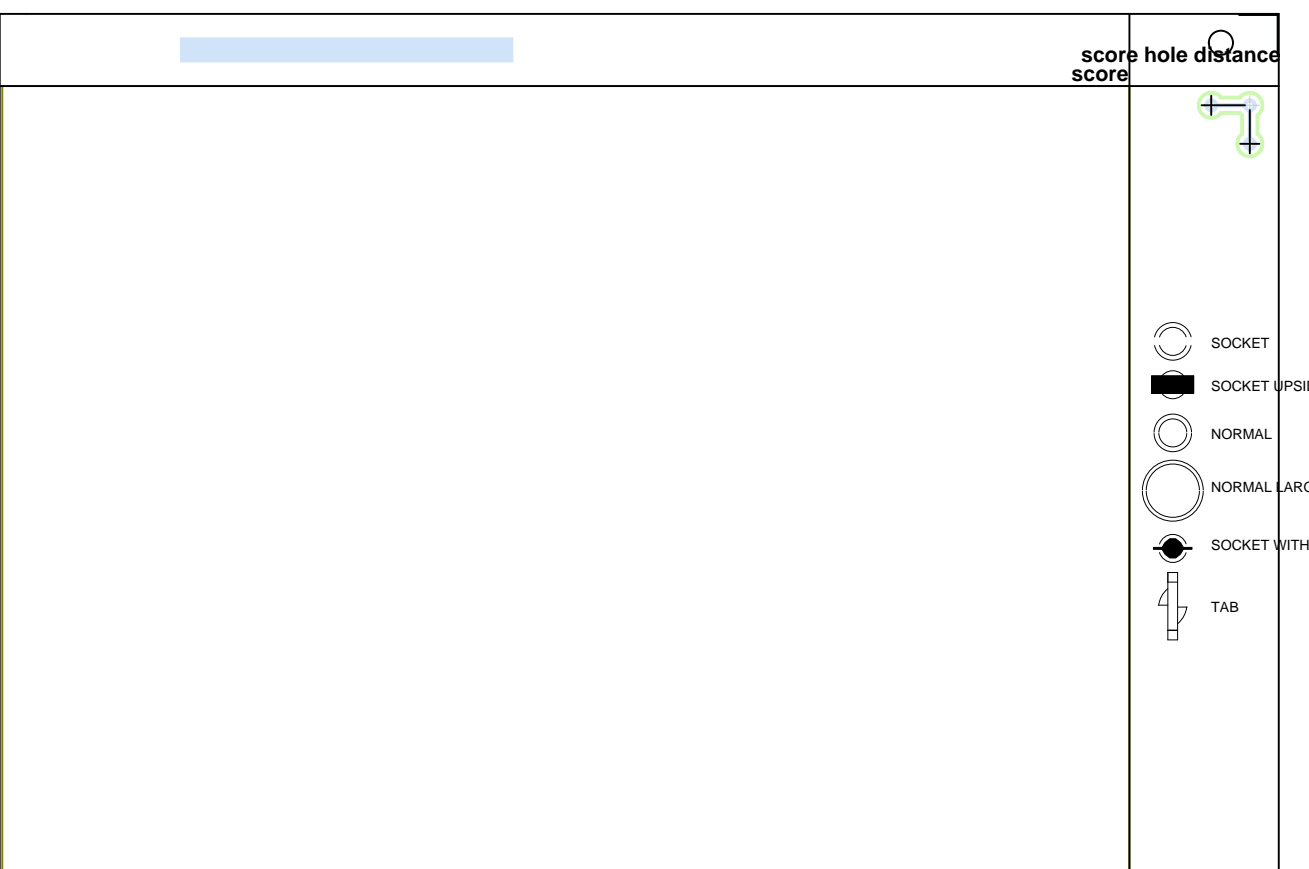 score hole distance
score
SOCKET
SOCKET UPSI
NORMAL
NORMAL LARG
SOCKET WITH
TAB